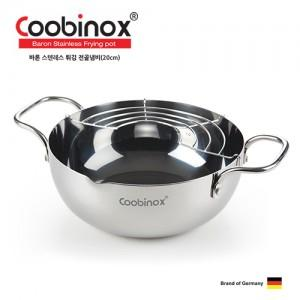 Coobinox®
Baron Stainless Frying pot
바론 스텐레스 튀김 전골냄비(20cm)
Coobinox®
Brand of Germany